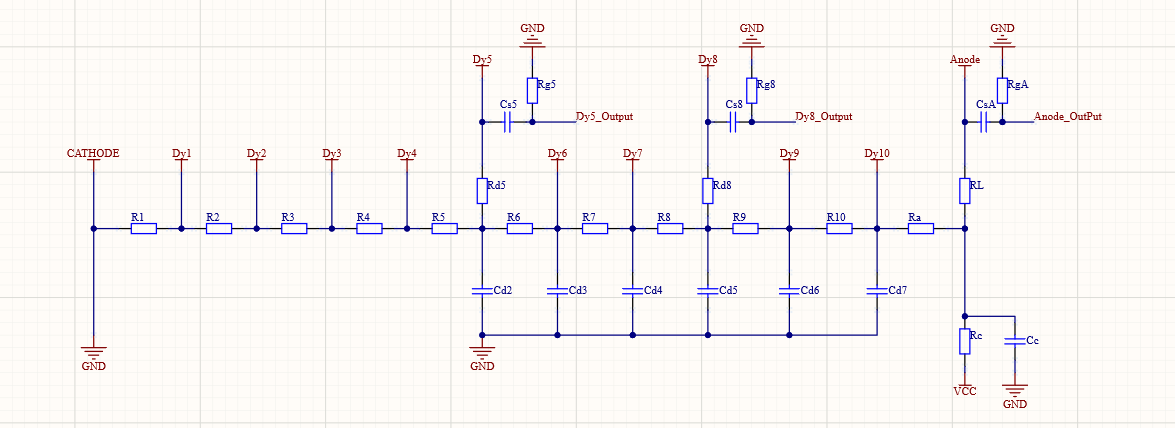 GND GND GND
Dy5 Dy8 Anode
Rg5 Rg8 RgA
Cs5 Cs8 CsA
Dy5_Output Dy8_Output Anode_OutPut
CATHODE Dy1 Dy2 Dy3 Dy4 Dy6 Dy7 Dy9 Dy10
Rd5 Rd8 RL
R1 R2 R3 R4 R5 R6 R7 R8 R9 R10 Ra
Cd2 Cd3 Cd4 Cd5 Cd6 Cd7
Rc Cc
GND GND
VCC
GND